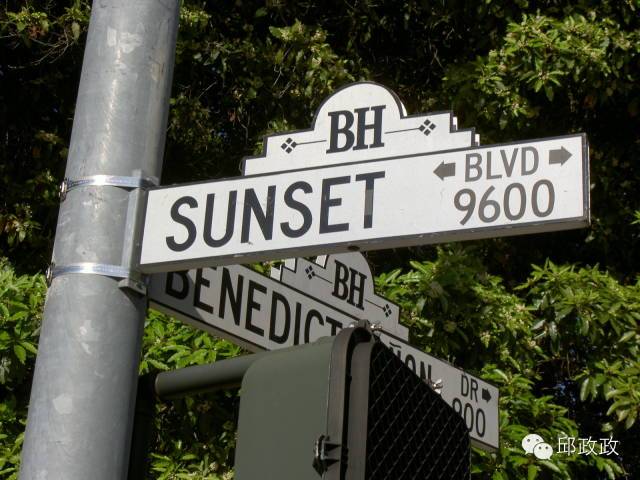 BH
SUNSET BLVD
9600
BH
BENEDICT DR
邱政政